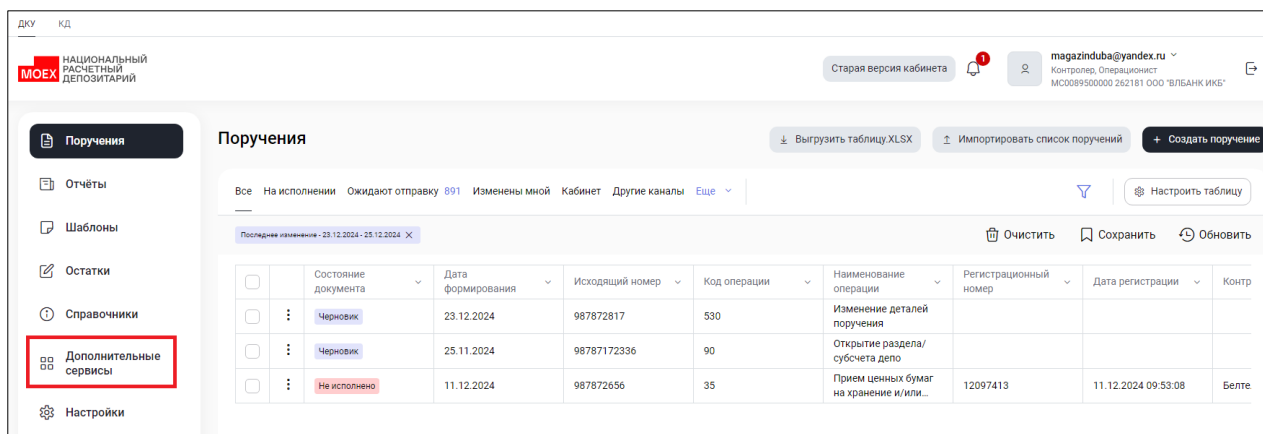 ДКУ КД
MOEX НАЦИОНАЛЬНЫЙ РАСЧЕТНЫЙ ДЕПОЗИТАРИЙ
Старая версия кабинета
1
magazinduba@yandex.ru
Контролер, Операционист
MC0089500000 262181 ООО "ВЛБАНК ИКБ"
Поручения
Отчёты
Шаблоны
Остатки
Справочники
Дополнительные
сервисы
Настройки
Поручения
Выгрузить таблицу.XLSX
Импортировать список поручений
+ Создать поручение
Все На исполнении Ожидают отправку 891 Изменены мной Кабинет Другие каналы Еще
Настроить таблицу
Последнее изменение - 23.12.2024 - 25.12.2024 X
Очистить Сохранить Обновить
Состояние документа Дата формирования Исходящий номер Код операции Наименование операции Регистрационный номер Дата регистрации Контр
Черновик 23.12.2024 987872817 530 Изменение деталей поручения
Черновик 25.11.2024 98787172336 90 Открытие раздела/ субсчета депо
Не исполнено 11.12.2024 987872656 35 Прием ценных бумаг на хранение и/или... 12097413 11.12.2024 09:53:08 Белте.